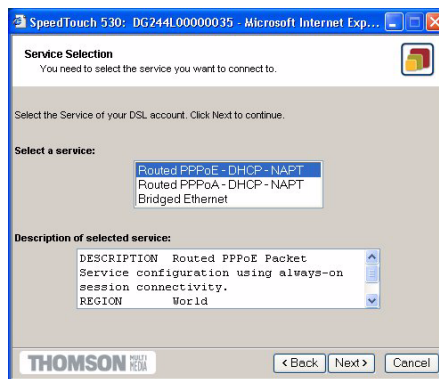 SpeedTouch 530: DG244L00000035 - Microsoft Internet Exp...
Service Selection
You need to select the service you want to connect to.
Select the Service of your DSL account. Click Next to continue.
Select a service:
Routed PPPoE - DHCP - NAPT
Routed PPPoA - DHCP - NAPT
Bridged Ethernet
Description of selected service:
DESCRIPTION Routed PPPoE Packet
Service configuration using always-on
session connectivity.
REGION World
THOMSON MULTI MEDIA
<Back Next> Cancel